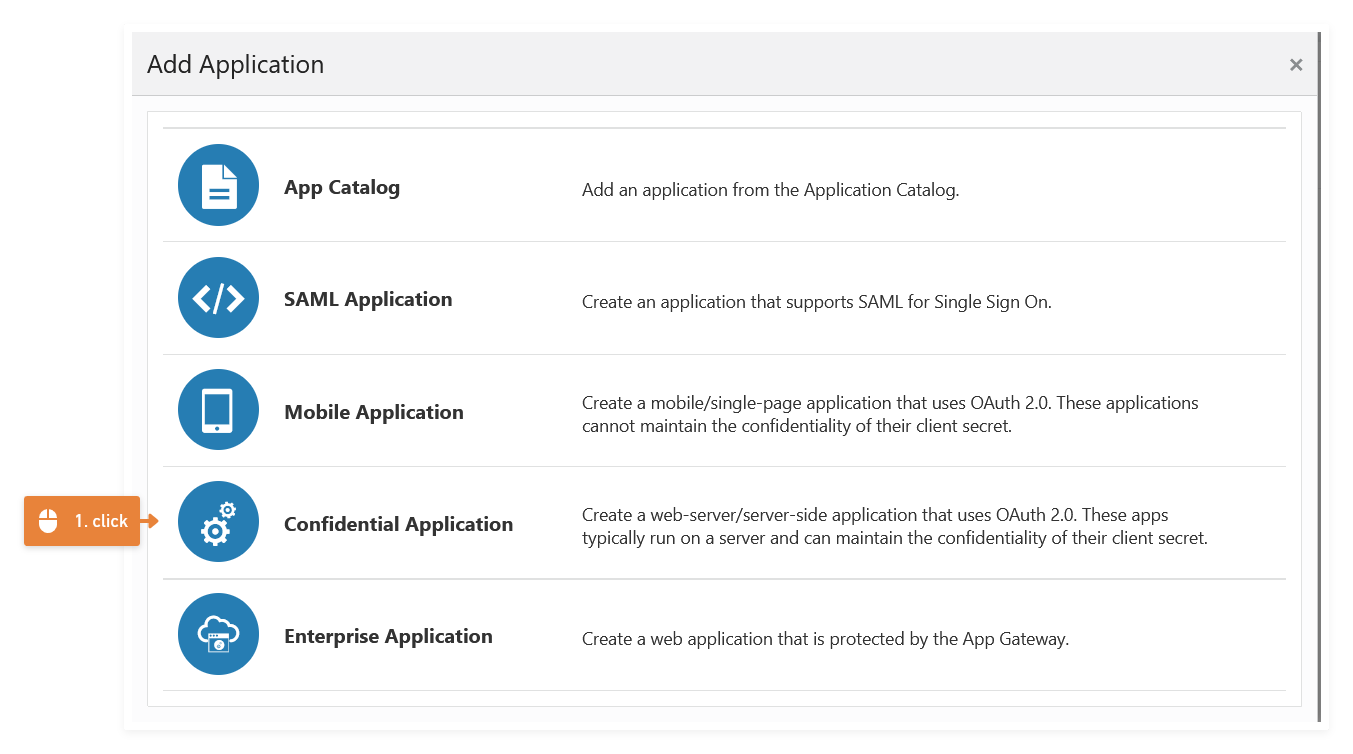 Add Application
×
App Catalog
Add an application from the Application Catalog.
SAML Application
Create an application that supports SAML for Single Sign On.
Mobile Application
Create a mobile/single-page application that uses OAuth 2.0. These applications
cannot maintain the confidentiality of their client secret.
1. click
Confidential Application
Create a web-server/server-side application that uses OAuth 2.0. These apps
typically run on a server and can maintain the confidentiality of their client secret.
Enterprise Application
Create a web application that is protected by the App Gateway.